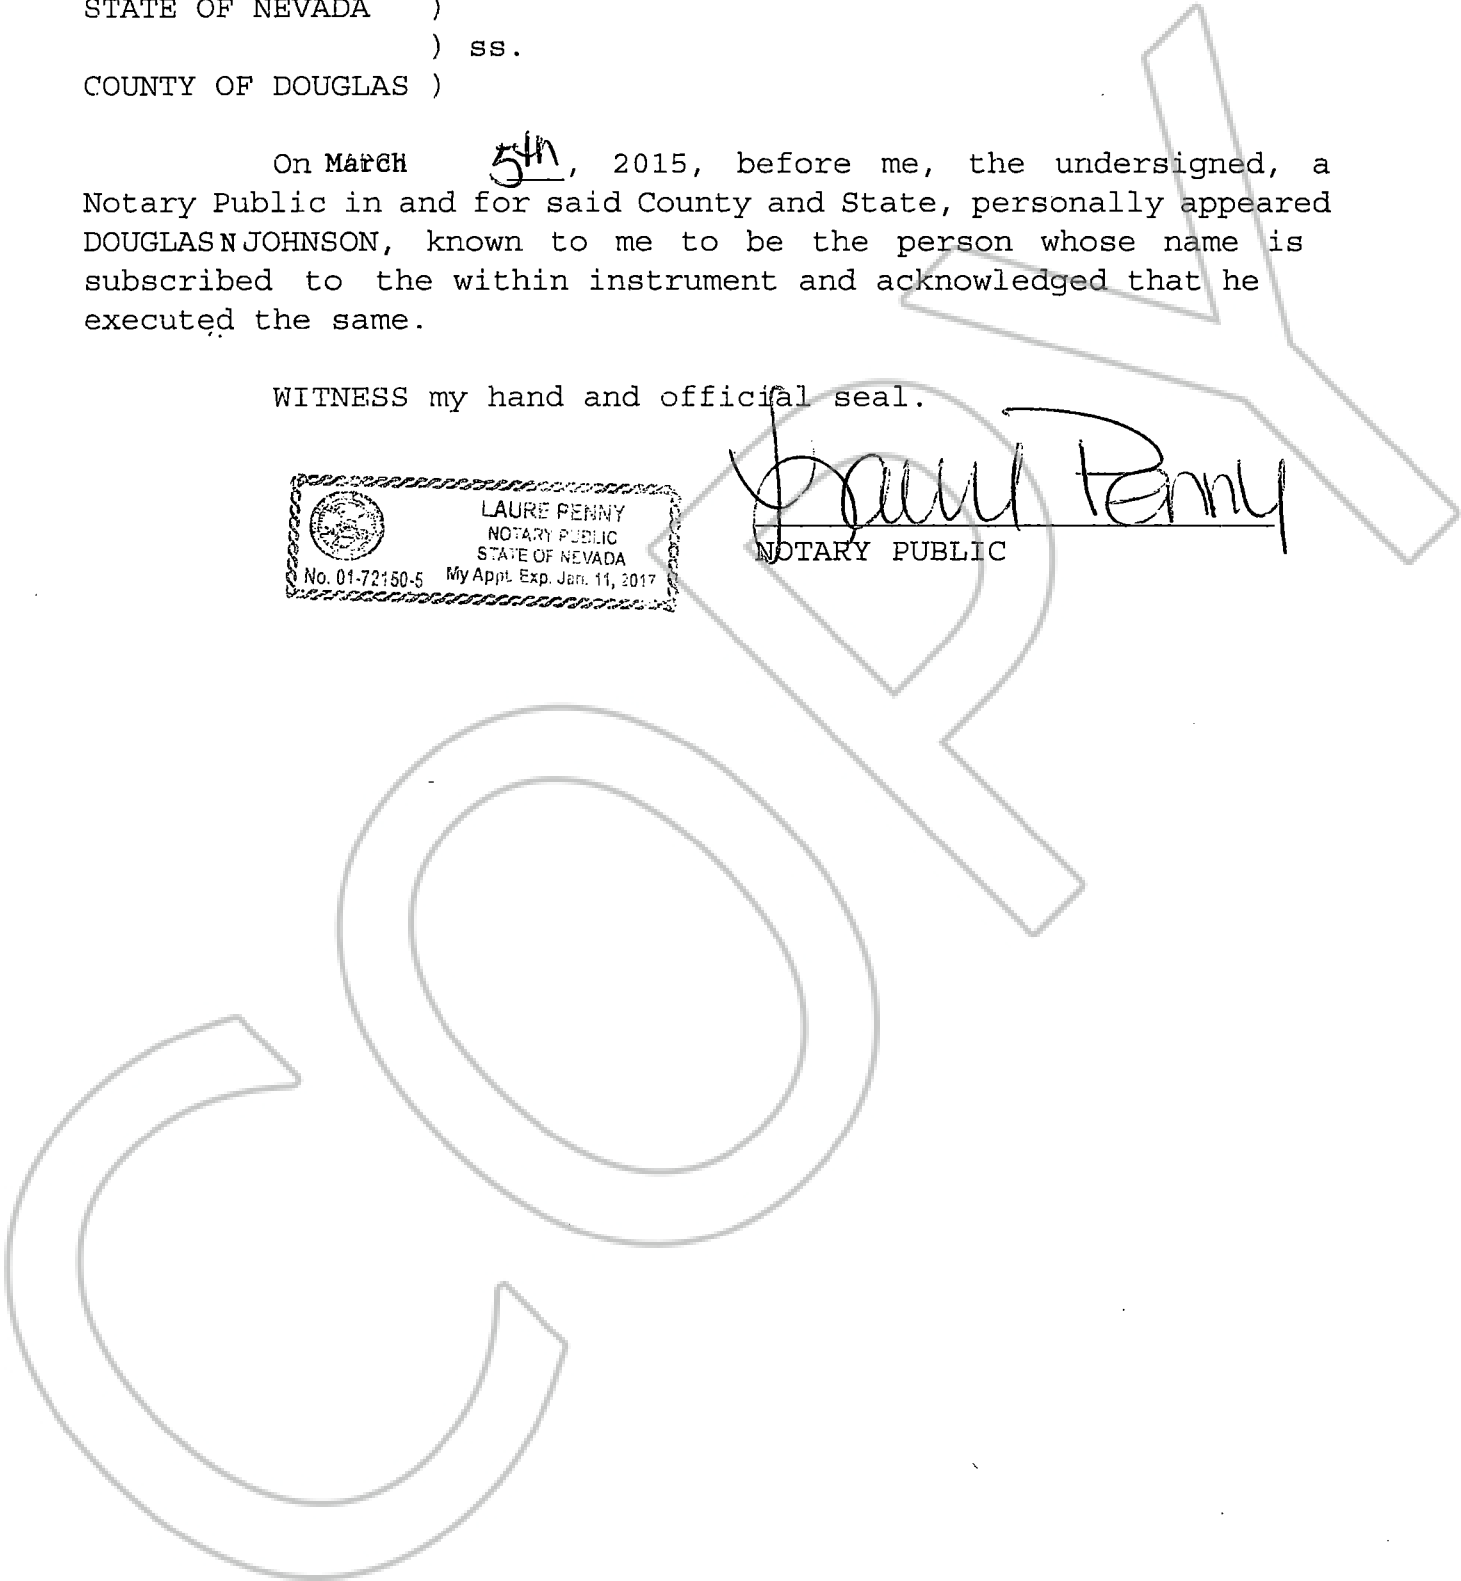 STATE OF NEVADA )
) ss.
COUNTY OF DOUGLAS )
On March 5th, 2015, before me, the undersigned, a
Notary Public in and for said County and State, personally appeared
DOUGLAS N JOHNSON, known to me to be the person whose name is
subscribed to the within instrument and acknowledged that he
executed the same.
WITNESS my hand and official seal.
Laure Penny
NOTARY PUBLIC
LAURE PENNY
NOTARY PUBLIC
STATE OF NEVADA
No. 01-72150-5 My Appt. Exp. Jan. 11, 2017
COPY